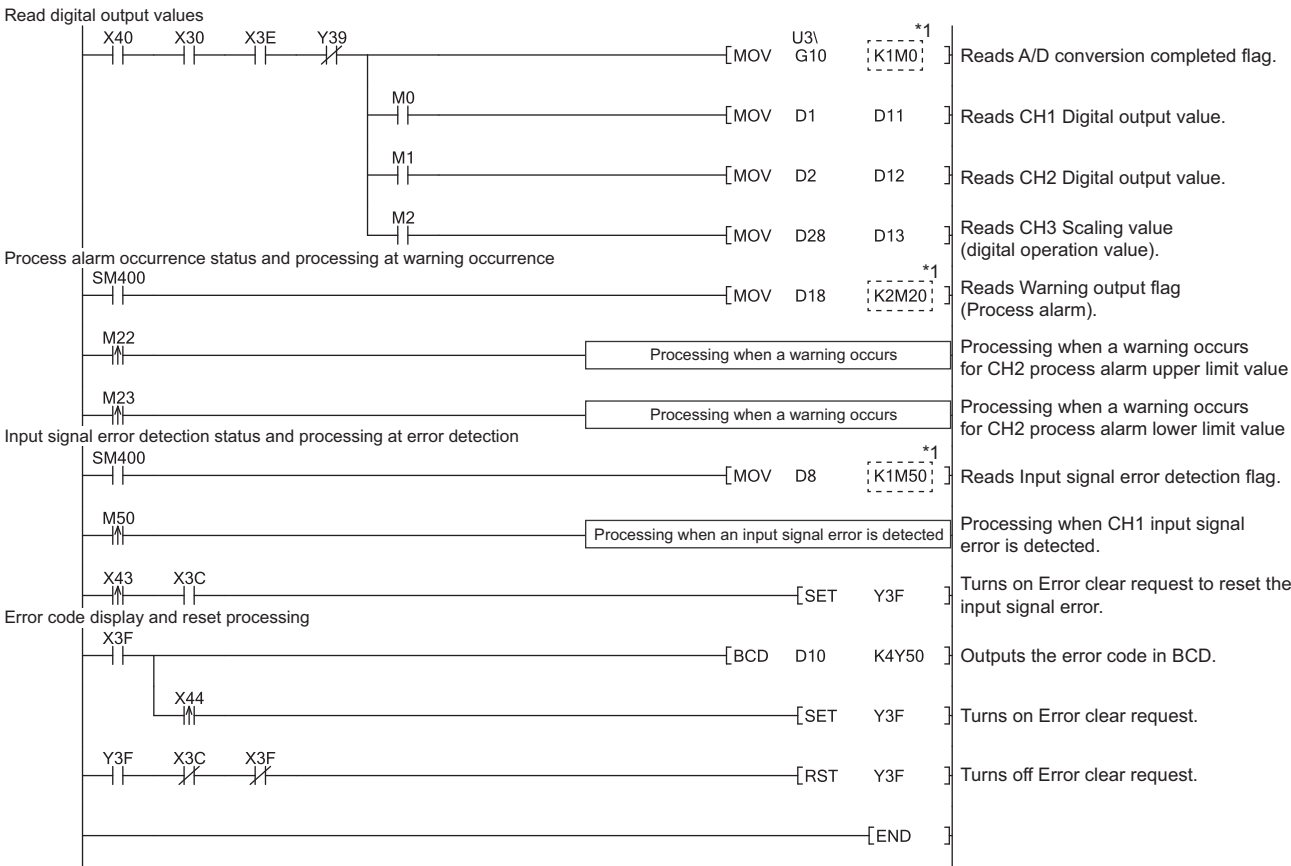 Read digital output values
X40 X30 X3E Y39
*1
U3\
MOV G10 K1M0
Reads A/D conversion completed flag.
M0
MOV D1 D11
Reads CH1 Digital output value.
M1
MOV D2 D12
Reads CH2 Digital output value.
M2
MOV D28 D13
Reads CH3 Scaling value
(digital operation value).
Process alarm occurrence status and processing at warning occurrence
SM400
*1
MOV D18 K2M20
Reads Warning output flag
(Process alarm).
M22
Processing when a warning occurs
Processing when a warning occurs
for CH2 process alarm upper limit value
M23
Processing when a warning occurs
Processing when a warning occurs
for CH2 process alarm lower limit value
Input signal error detection status and processing at error detection
SM400
*1
MOV D8 K1M50
Reads Input signal error detection flag.
M50
Processing when an input signal error is detected
Processing when CH1 input signal
error is detected.
X43 X3C
SET Y3F
Turns on Error clear request to reset the
input signal error.
Error code display and reset processing
X3F
BCD D10 K4Y50
Outputs the error code in BCD.
X44
SET Y3F
Turns on Error clear request.
Y3F X3C X3F
RST Y3F
Turns off Error clear request.
END